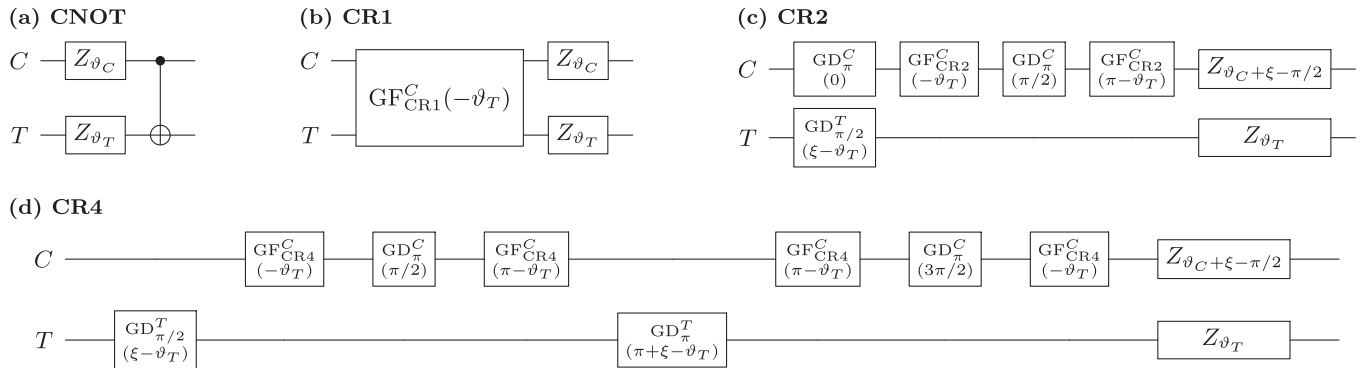 (a) CNOT
C Z_{ϑ_C}
T Z_{ϑ_T}
(b) CR1
C GF^C_{CR1}(−ϑ_T) Z_{ϑ_C}
T Z_{ϑ_T}
(c) CR2
C GD^C_π (0) GF^C_{CR2} (−ϑ_T) GD^C_π (π/2) GF^C_{CR2} (π−ϑ_T) Z_{ϑ_C+ξ−π/2}
T GD^T_{π/2} (ξ−ϑ_T) Z_{ϑ_T}
(d) CR4
C GF^C_{CR4} (−ϑ_T) GD^C_π (π/2) GF^C_{CR4} (π−ϑ_T) GF^C_{CR4} (π−ϑ_T) GD^C_π (3π/2) GF^C_{CR4} (−ϑ_T) Z_{ϑ_C+ξ−π/2}
T GD^T_{π/2} (ξ−ϑ_T) GD^T_π (π+ξ−ϑ_T) Z_{ϑ_T}